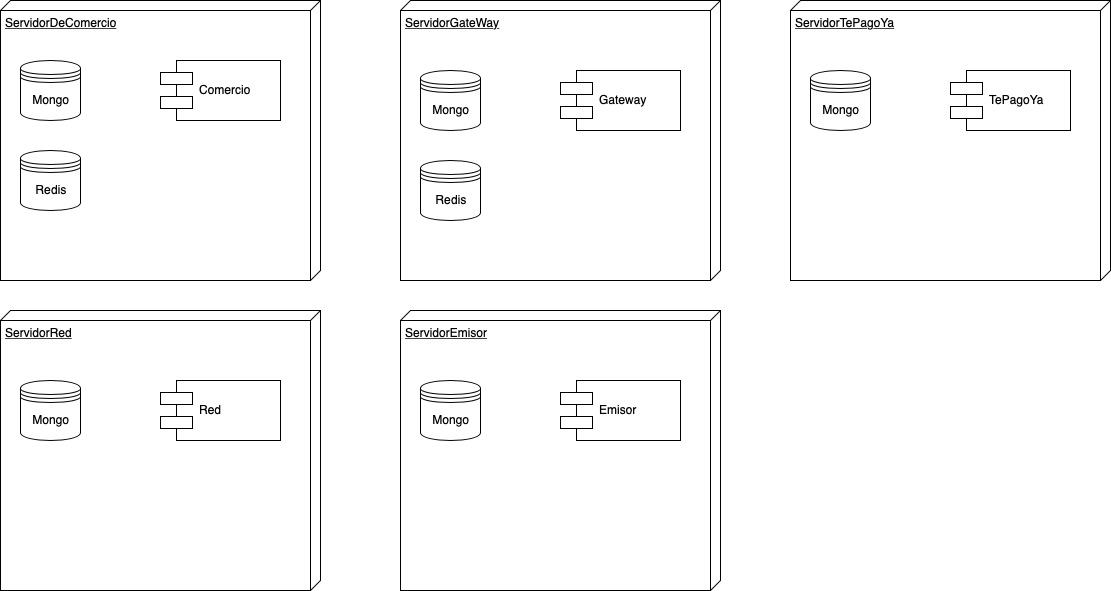 ServidorDeComercio
Mongo
Comercio
Redis
ServidorGateWay
Mongo
Gateway
Redis
ServidorTePagoYa
Mongo
TePagoYa
ServidorRed
Mongo
Red
ServidorEmisor
Mongo
Emisor